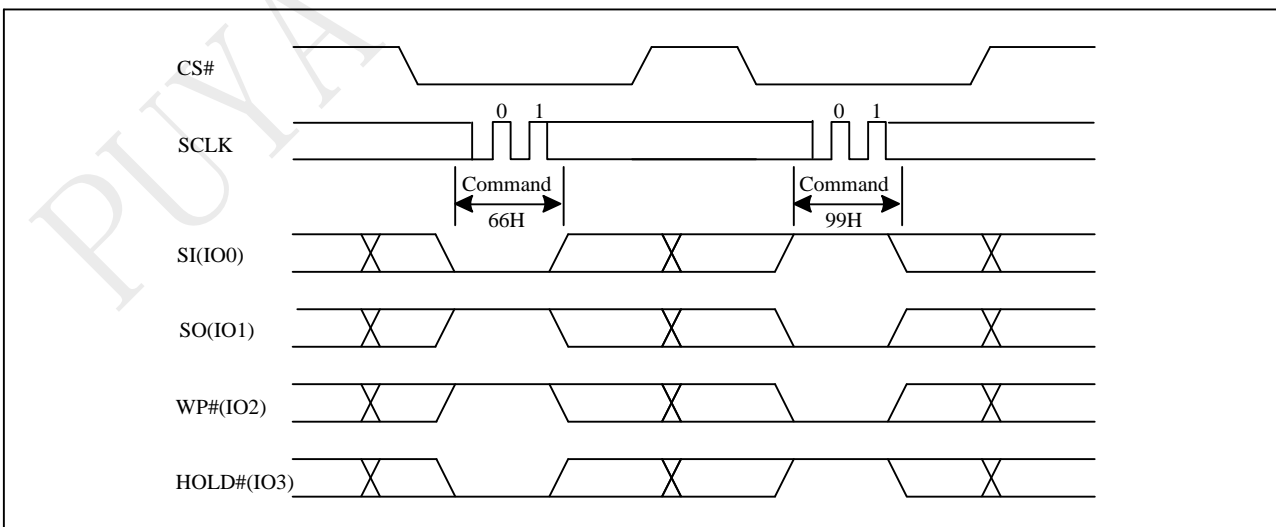 PUYA
CS#
0 1 0 1
SCLK
Command Command
66H 99H
SI(IO0)
SO(IO1)
WP#(IO2)
HOLD#(IO3)